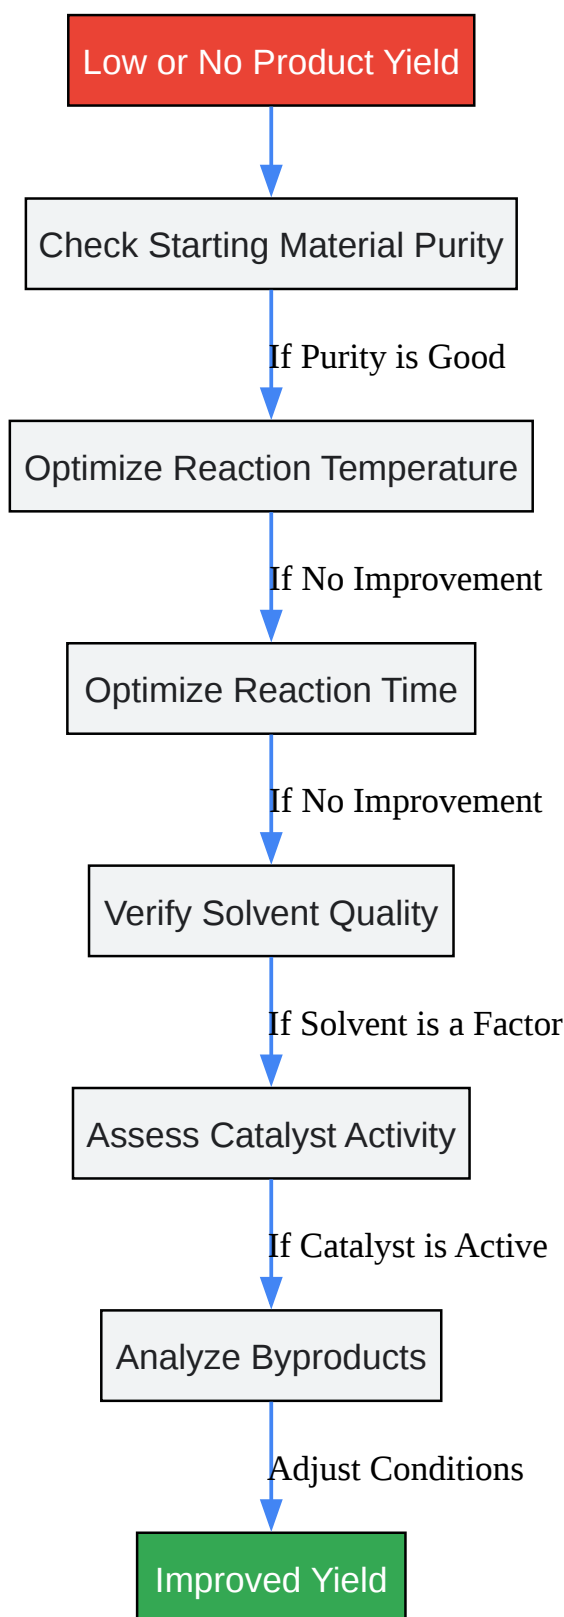 Low or No Product Yield
Check Starting Material Purity
If Purity is Good
Optimize Reaction Temperature
If No Improvement
Optimize Reaction Time
If No Improvement
Verify Solvent Quality
If Solvent is a Factor
Assess Catalyst Activity
If Catalyst is Active
Analyze Byproducts
Adjust Conditions
Improved Yield